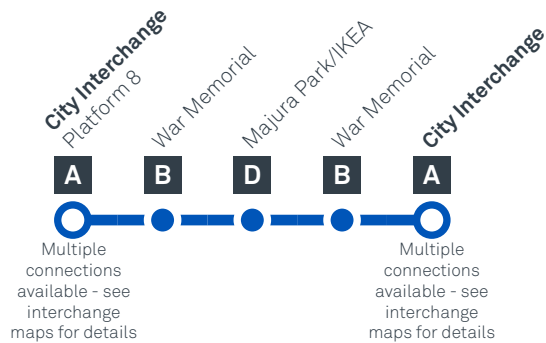 City Interchange
Platform 8
War Memorial
Majura Park/IKEA
War Memorial
City Interchange
A
B
D
B
A
Multiple
connections
available - see
interchange
maps for details
Multiple
connections
available - see
interchange
maps for details